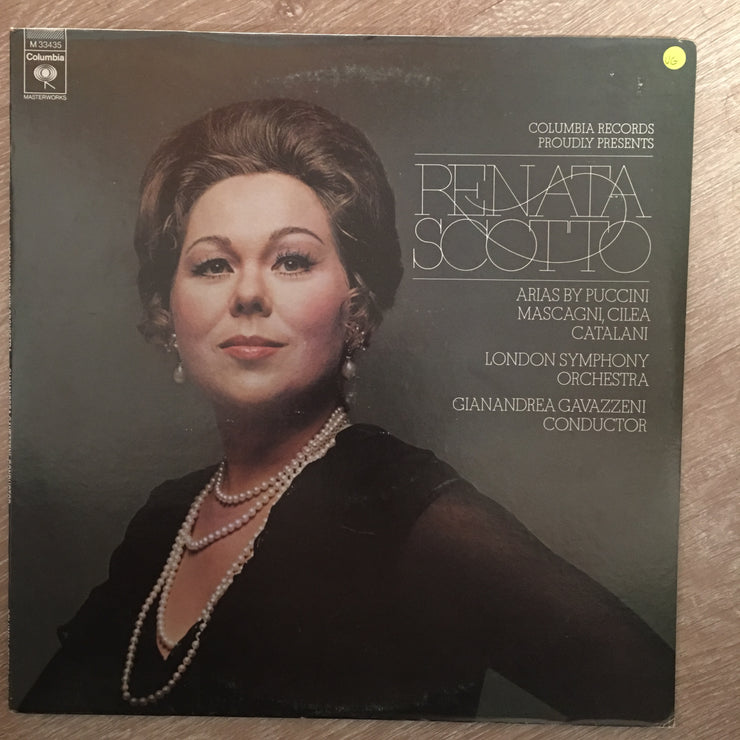 M 33435
Columbia
MASTERWORKS
VG
COLUMBIA RECORDS
PROUDLY PRESENTS
RENATA
SCOTTO
ARIAS BY PUCCINI
MASCAGNI, CILEA
CATALANI
LONDON SYMPHONY
ORCHESTRA
GIANANDREA GAVAZZENI
CONDUCTOR